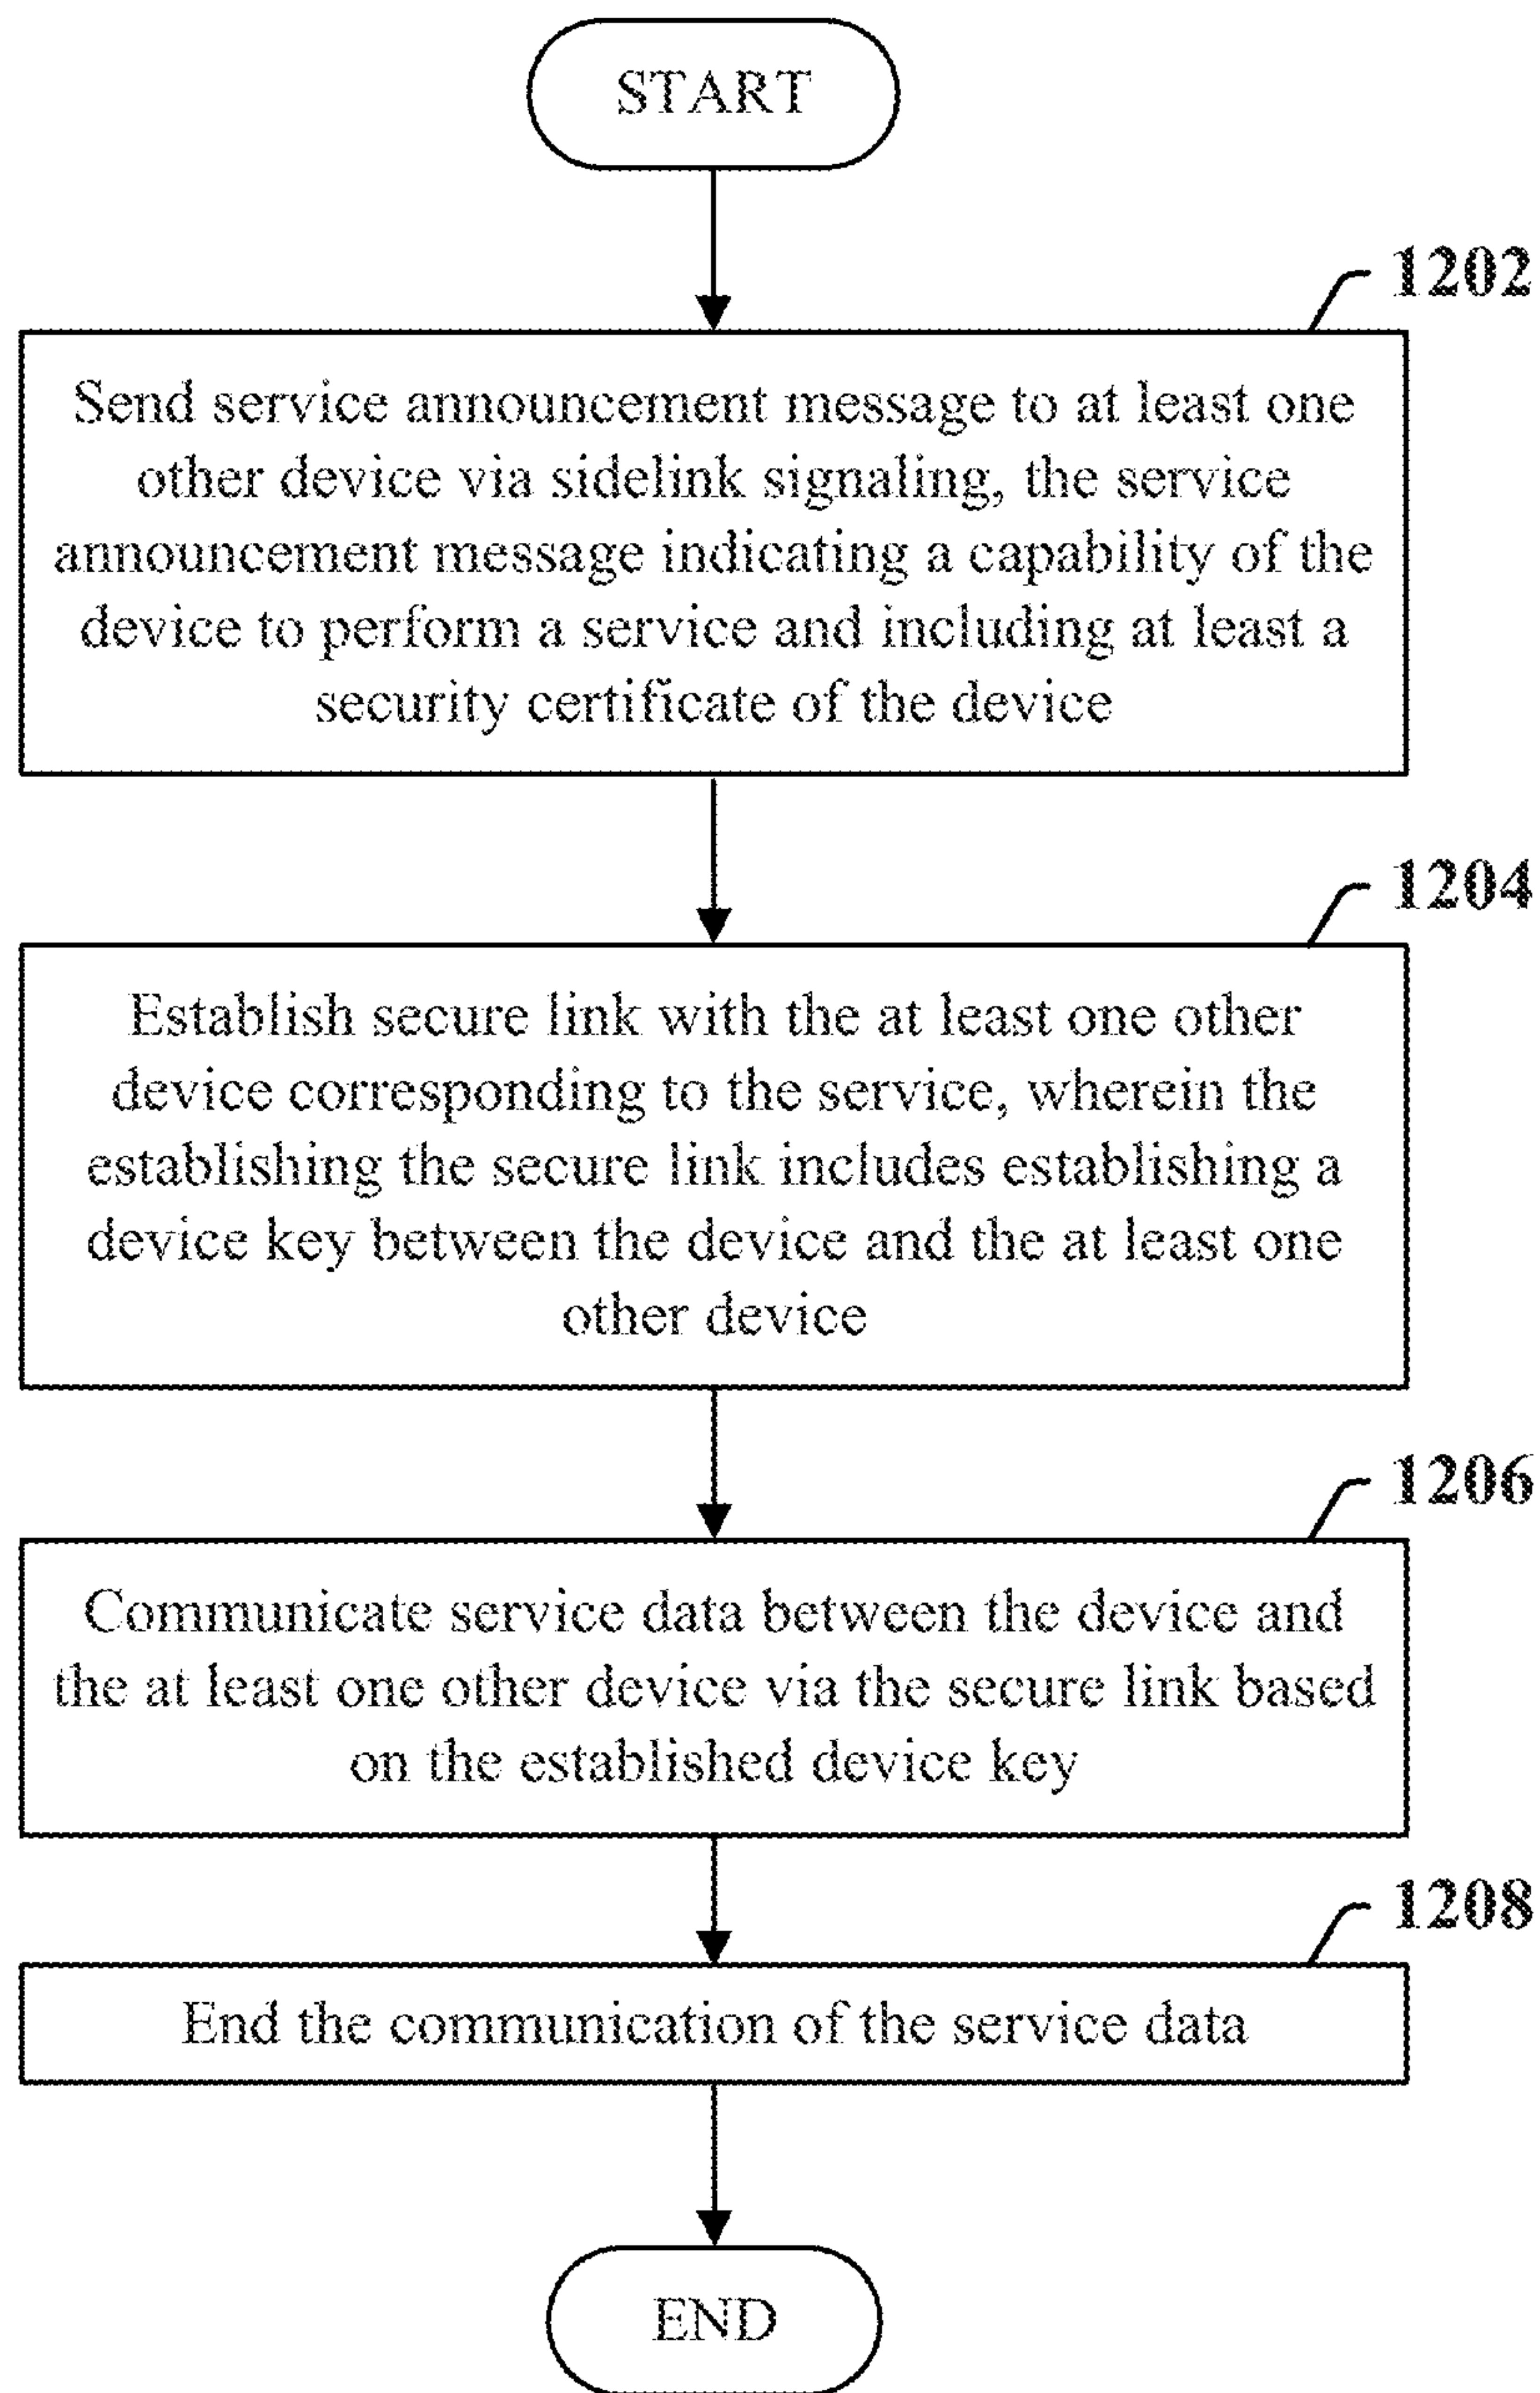 START
1202
Send service announcement message to at least one
other device via sidelink signaling, the service
announcement message indicating a capability of the
device to perform a service and including at least a
security certificate of the device
1204
Establish secure link with the at least one other
device corresponding to the service, wherein the
establishing the secure link includes establishing a
device key between the device and the at least one
other device
1206
Communicate service data between the device and
the at least one other device via the secure link based
on the established device key
1208
End the communication of the service data
END